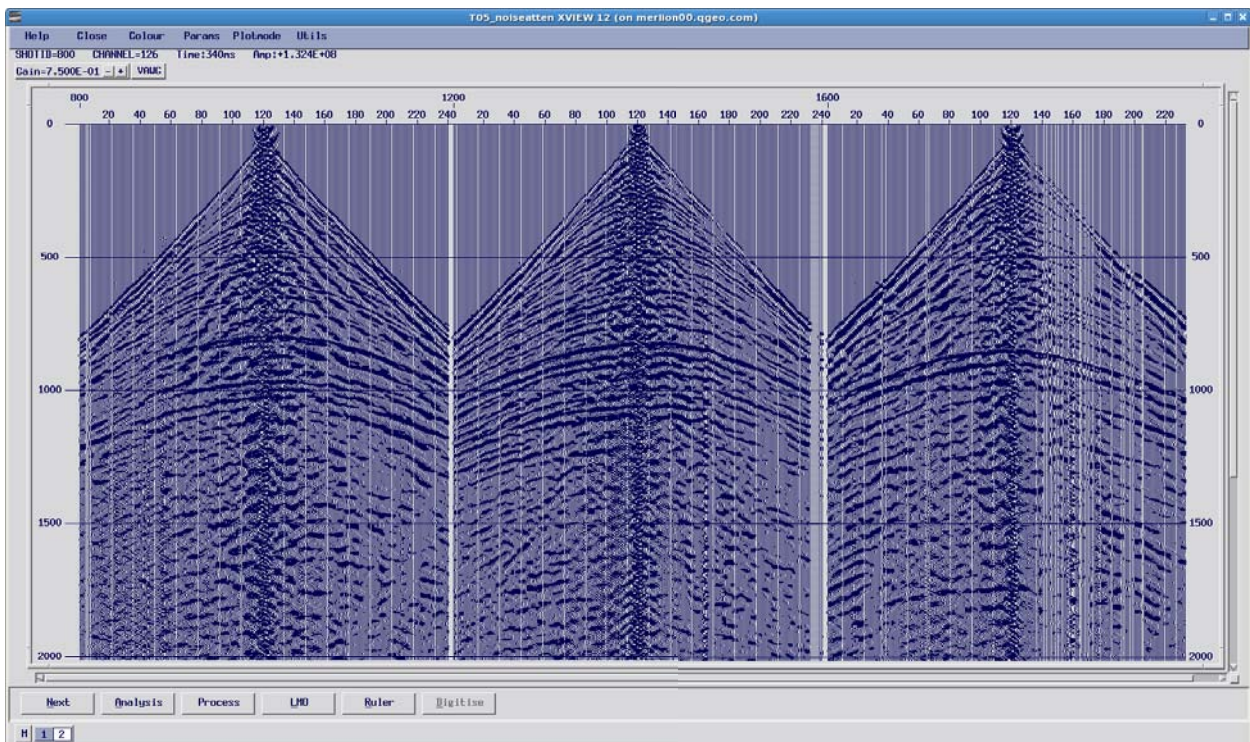 T05_noiseatten XVIEW 12 (on merlion00.qgeo.com)
Help Close Colour Params Plotmode Utils
SHOTID=800 CHANNEL=126 Time:340ms Amp:+1.324E+08
Gain=7.500E-01 - + VAWG
800 1200 1600
20 40 60 80 100 120 140 160 180 200 220 240 20 40 60 80 100 120 140 160 180 200 220 240 20 40 60 80 100 120 140 160 180 200 220
0 0
500 500
1000 1000
1500 1500
2000 2000
Next Analysis Process LMO Ruler Digitise
M 1 2